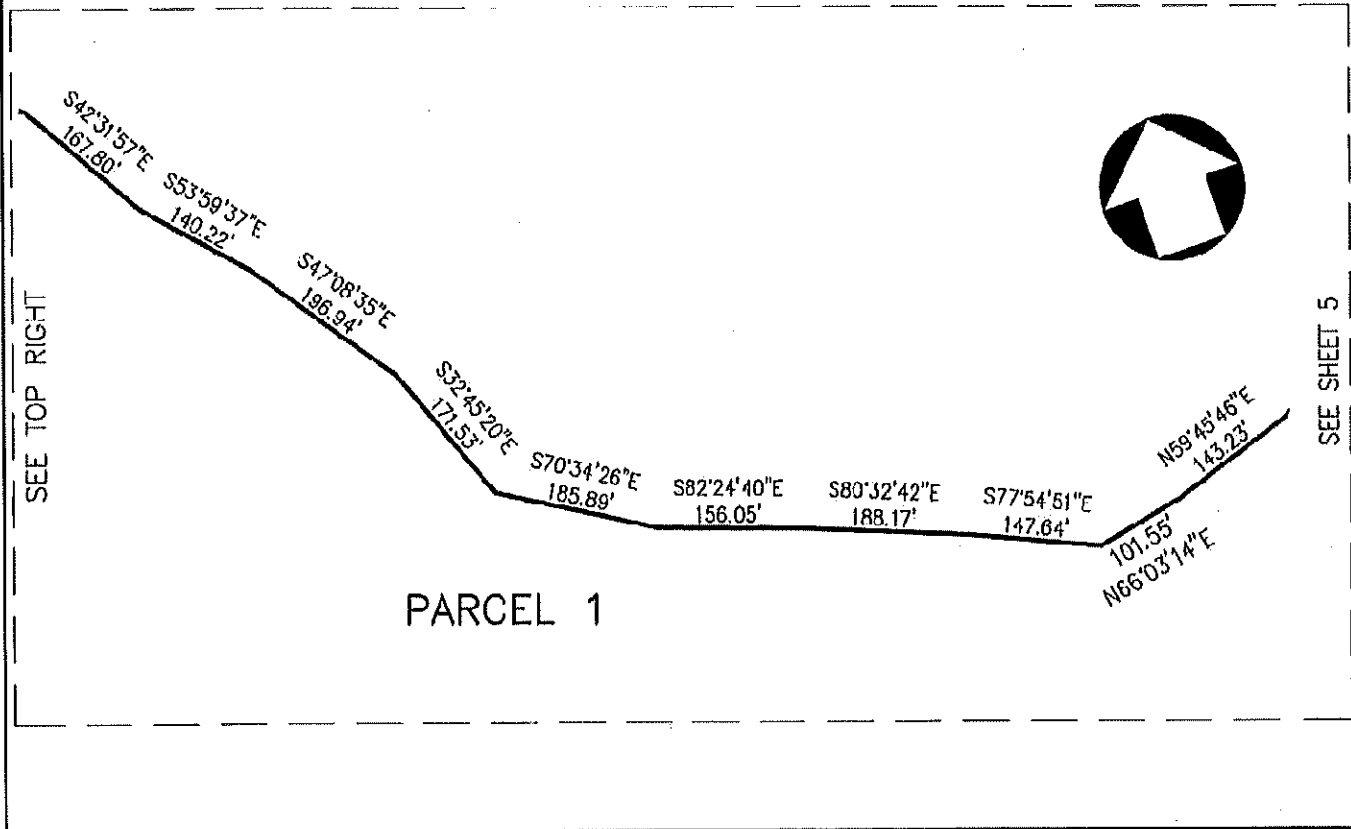 SEE TOP RIGHT
S42°31'57"E
167.80'
S53°59'37"E
140.22'
S47°08'35"E
196.94'
S32°45'20"E
171.53'
S70°34'26"E
185.89'
S82°24'40"E
156.05'
S80°32'42"E
188.17'
S77°54'51"E
147.64'
101.55'
N66°03'14"E
N59°45'46"E
143.23'
SEE SHEET 5
PARCEL 1